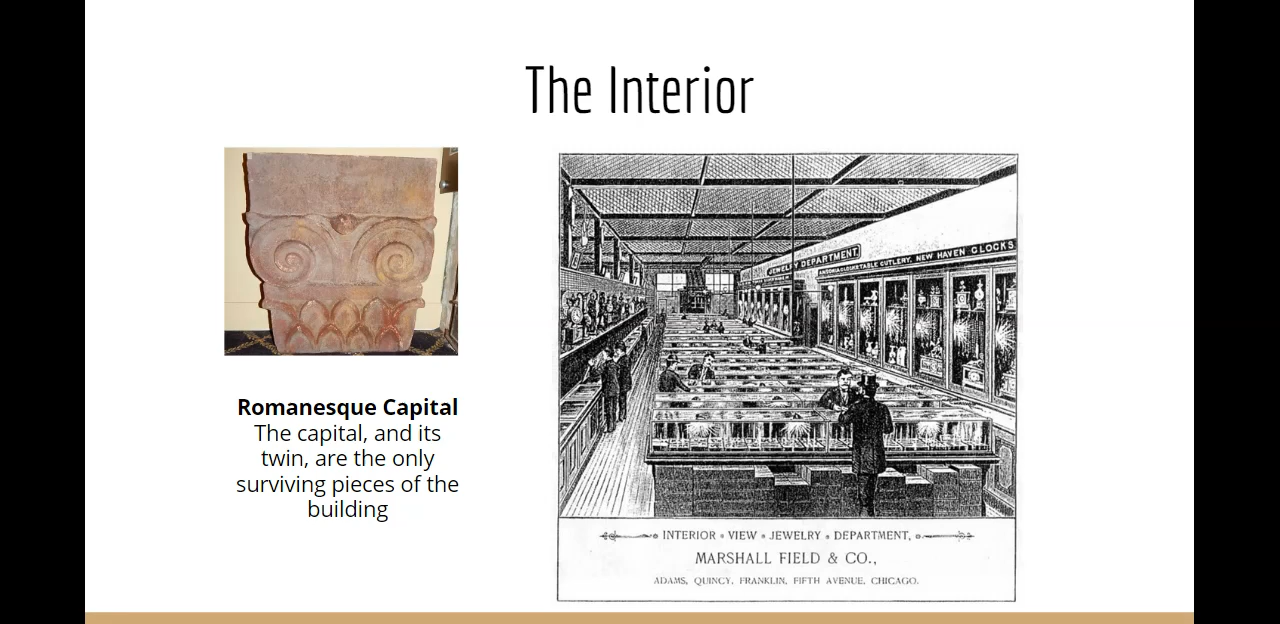 The Interior
Romanesque Capital
The capital, and its
twin, are the only
surviving pieces of the
building
JEWELRY DEPARTMENT
CUTLERY, NEW HAVEN CLOCKS
INTERIOR VIEW JEWELRY DEPARTMENT,
MARSHALL FIELD & CO.,
ADAMS, QUINCY, FRANKLIN, FIFTH AVENUE, CHICAGO.